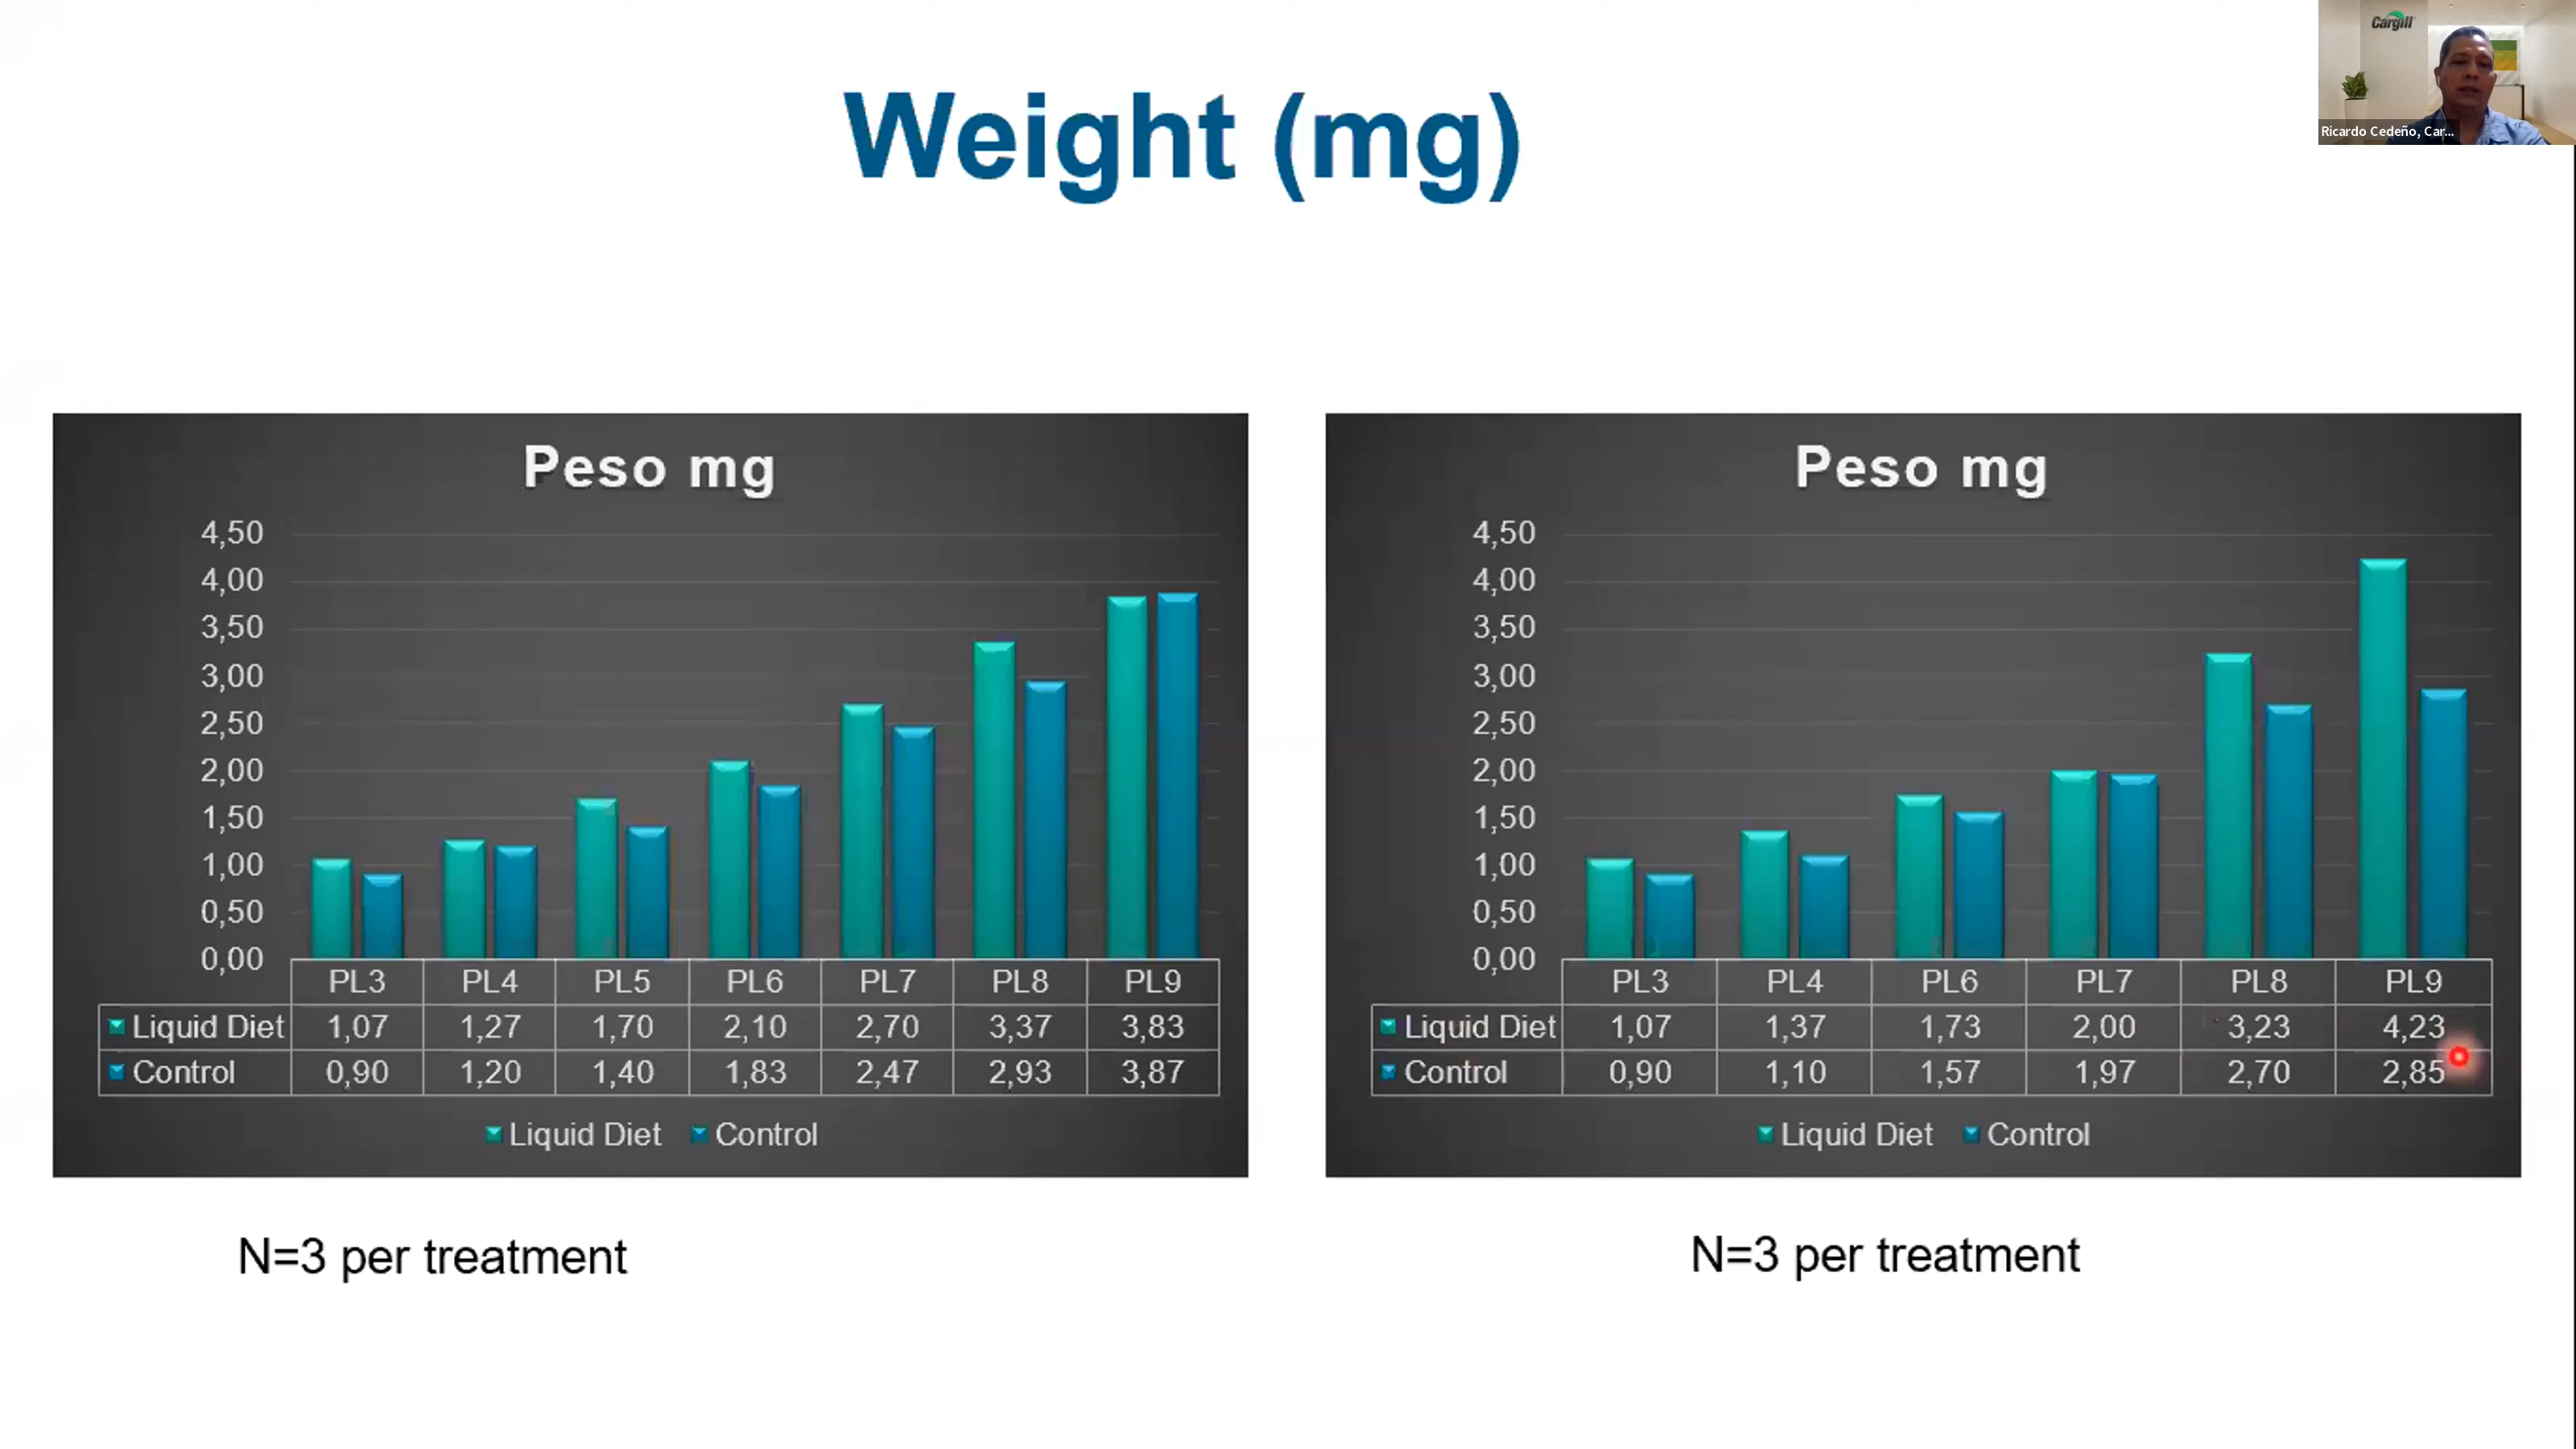 Cargill
Ricardo Cedeño, Car...
Weight (mg)
Peso mg
4,50
4,00
3,50
3,00
2,50
2,00
1,50
1,00
0,50
0,00
PL3 PL4 PL5 PL6 PL7 PL8 PL9
Liquid Diet 1,07 1,27 1,70 2,10 2,70 3,37 3,83
Control 0,90 1,20 1,40 1,83 2,47 2,93 3,87
Liquid Diet Control
N=3 per treatment
Peso mg
4,50
4,00
3,50
3,00
2,50
2,00
1,50
1,00
0,50
0,00
PL3 PL4 PL6 PL7 PL8 PL9
Liquid Diet 1,07 1,37 1,73 2,00 3,23 4,23
Control 0,90 1,10 1,57 1,97 2,70 2,85
Liquid Diet Control
N=3 per treatment